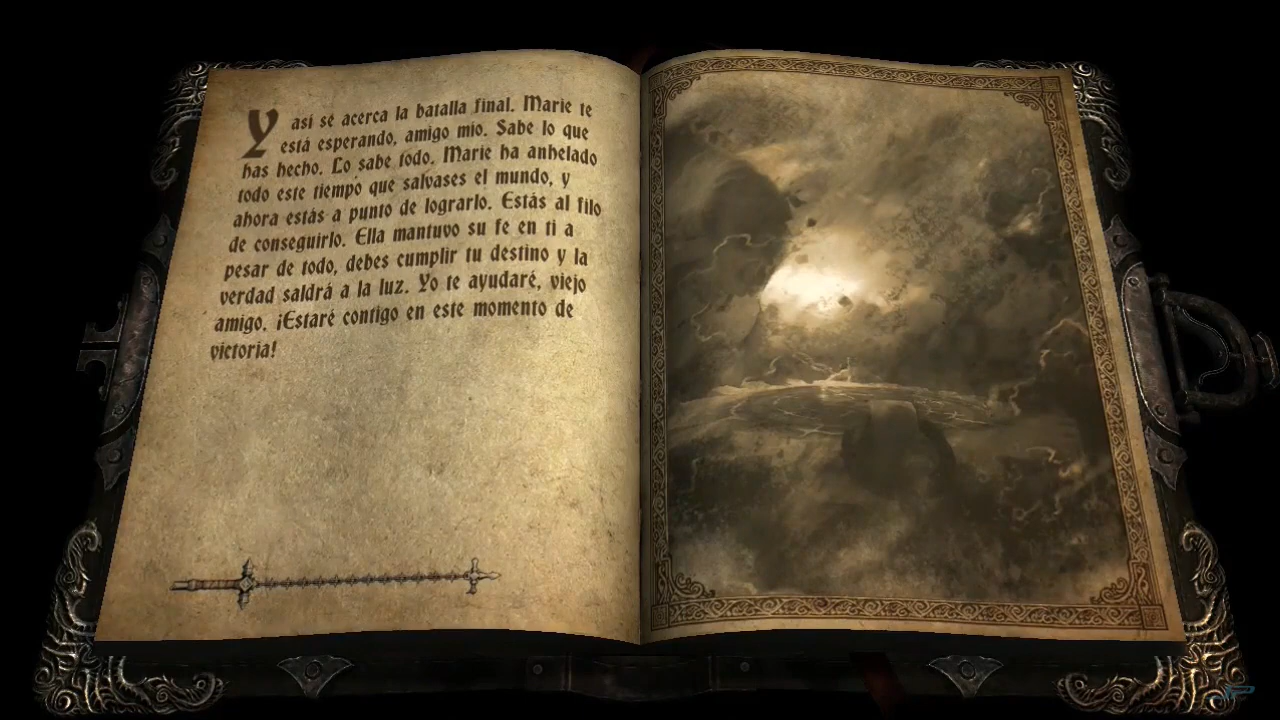 Y así se acerca la batalla final. Marie te
está esperando, amigo mío. Sabe lo que
has hecho. Lo sabe todo. Marie ha anhelado
todo este tiempo que salvases el mundo, y
ahora estás a punto de lograrlo. Estás al filo
de conseguirlo. Ella mantuvo su fe en ti a
pesar de todo, debes cumplir tu destino y la
verdad saldrá a la luz. Yo te ayudaré, viejo
amigo. ¡Estaré contigo en este momento de
victoria!